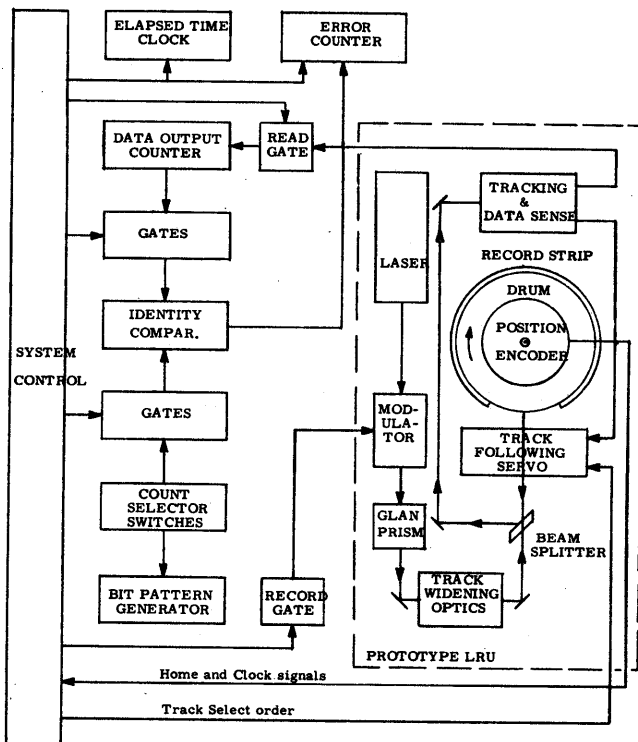 ELAPSED TIME
CLOCK
ERROR
COUNTER
DATA OUTPUT
COUNTER
READ
GATE
GATES
IDENTITY
COMPAR.
SYSTEM
CONTROL
GATES
COUNT
SELECTOR
SWITCHES
BIT PATTERN
GENERATOR
RECORD
GATE
LASER
TRACKING
&
DATA SENSE
RECORD STRIP
DRUM
POSITION
ENCODER
MOD-
ULA-
TOR
TRACK
FOLLOWING
SERVO
GLAN
PRISM
BEAM
SPLITTER
TRACK
WIDENING
OPTICS
PROTOTYPE LRU
Home and Clock signals
Track Select order